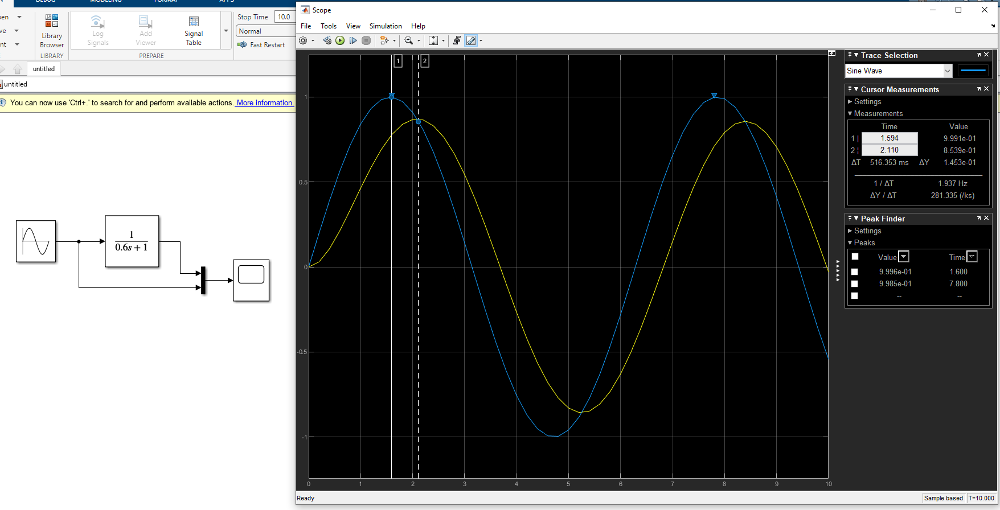 DEBUG
MODELING
FORMAT
APPS
Library
Browser
LIBRARY
Log
Signals
Add
Viewer
Signal
Table
PREPARE
Stop Time 10.0
Normal
Fast Restart
untitled
untitled
You can now use 'Ctrl+.' to search for and perform available actions. More information.
1
0.6s + 1
Scope
File Tools View Simulation Help
1
2
1
0.5
0
-0.5
-1
0 1 2 3 4 5 6 7 8 9 10
Trace Selection
Sine Wave
Cursor Measurements
Settings
Measurements
Time Value
1 | 1.594 9.991e-01
2 ¦ 2.110 8.539e-01
ΔT 516.353 ms ΔY 1.453e-01
1 / ΔT 1.937 Hz
ΔY / ΔT 281.335 (/ks)
Peak Finder
Settings
Peaks
Value Time
9.996e-01 1.600
9.985e-01 7.800
-- --
Ready
Sample based T=10.000